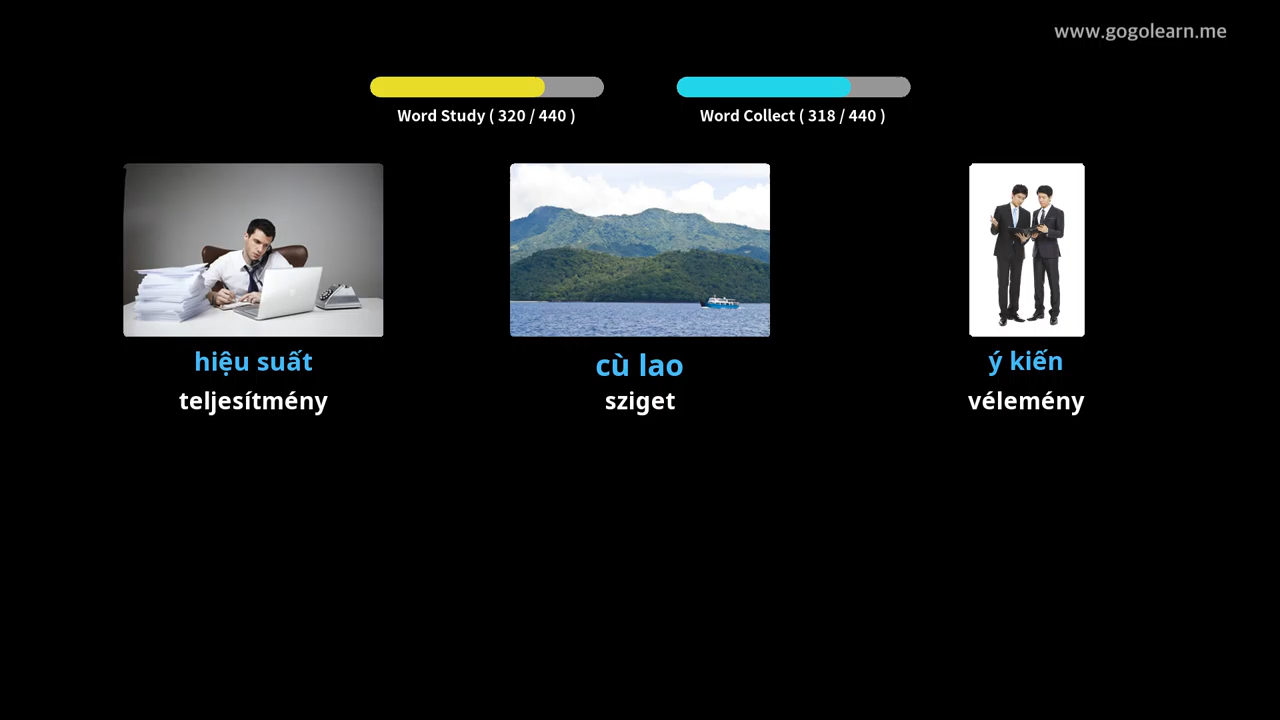 www.gogolearn.me
Word Study ( 320 / 440 )
Word Collect ( 318 / 440 )
hiệu suất
teljesítmény
cù lao
sziget
ý kiến
vélemény